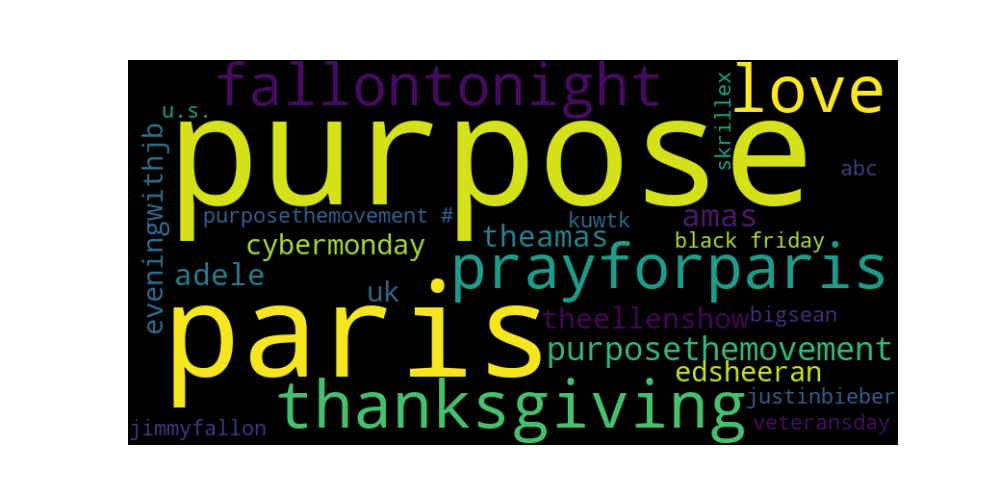 fallontonight
love
skrillex
u.s.
purpose
eveningwithjb
abc
purposethemovement #
kuwtk
amas
theamas
black friday
cybermonday
prayforparis
adele
uk
paris
theellenshow
bigsean
purposethemovement
edsheeran
thanksgiving
justinbieber
veteransday
jimmyfallon